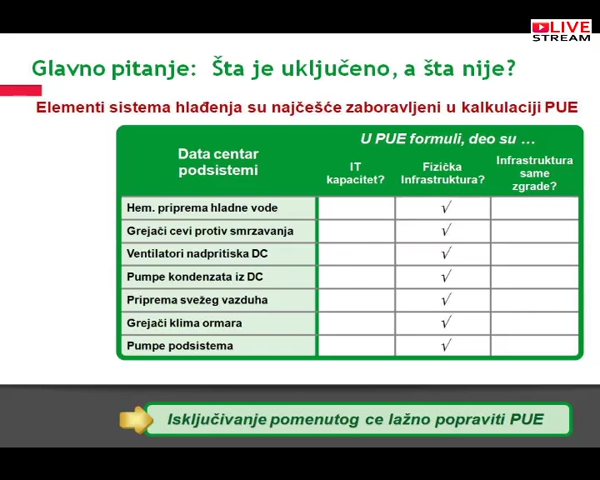 LIVE
STREAM
Glavno pitanje: Šta je uključeno, a šta nije?
Elementi sistema hlađenja su najčešće zaboravljeni u kalkulaciji PUE
Data centar
podsistemi
U PUE formuli, deo su ...
IT
kapacitet?
Fizička
Infrastruktura?
Infrastruktura
same
zgrade?
Hem. priprema hladne vode √
Grejači cevi protiv smrzavanja √
Ventilatori nadpritiska DC √
Pumpe kondenzata iz DC √
Priprema svežeg vazduha √
Grejači klima ormara √
Pumpe podsistema √
Isključivanje pomenutog ce lažno popraviti PUE